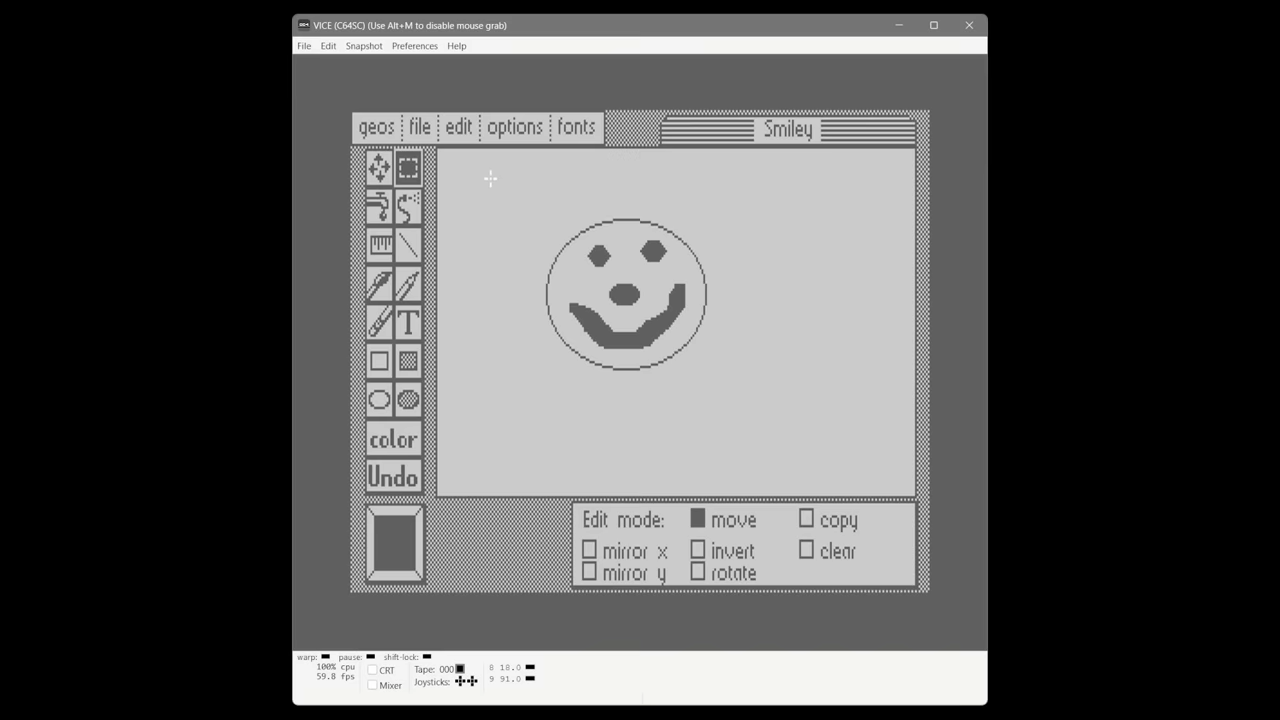 VICE (C64SC) (Use Alt+M to disable mouse grab)
File Edit Snapshot Preferences Help
geos file edit options fonts
Smiley
T
color
Undo
Edit mode: move copy
mirror x invert clear
mirror y rotate
warp: pause: shift-lock:
100% cpu
59.8 fps
CRT
Mixer
Tape: 000
Joysticks:
8 18.0
9 91.0